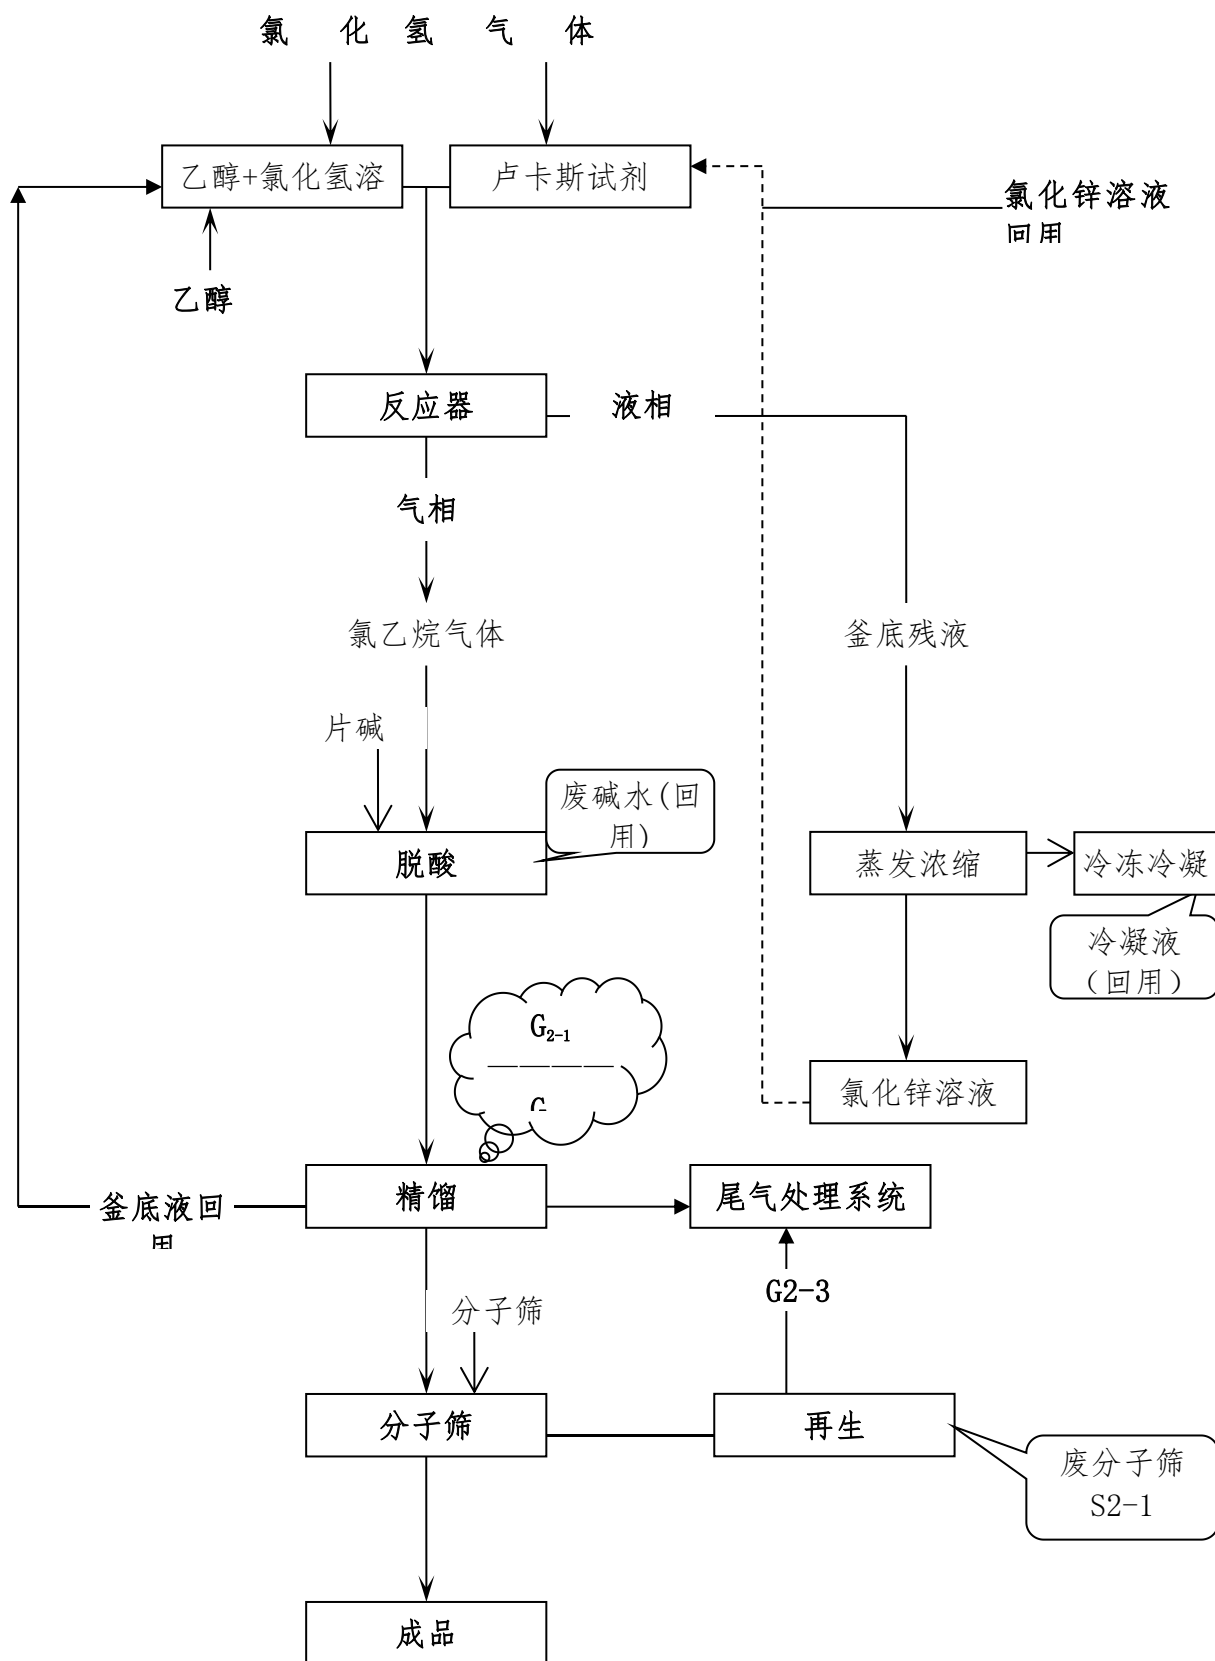 氯 化 氢 气 体
乙醇+氯化氢溶
卢卡斯试剂
氯化锌溶液
回用
乙醇
反应器
液相
气相
氯乙烷气体
釜底残液
片碱
废碱水(回
用)
脱酸
蒸发浓缩
冷冻冷凝
冷凝液
(回用)
G2-1
G
氯化锌溶液
精馏
尾气处理系统
釜底液回
用
G2-3
分子筛
分子筛
再生
废分子筛
S2-1
成品